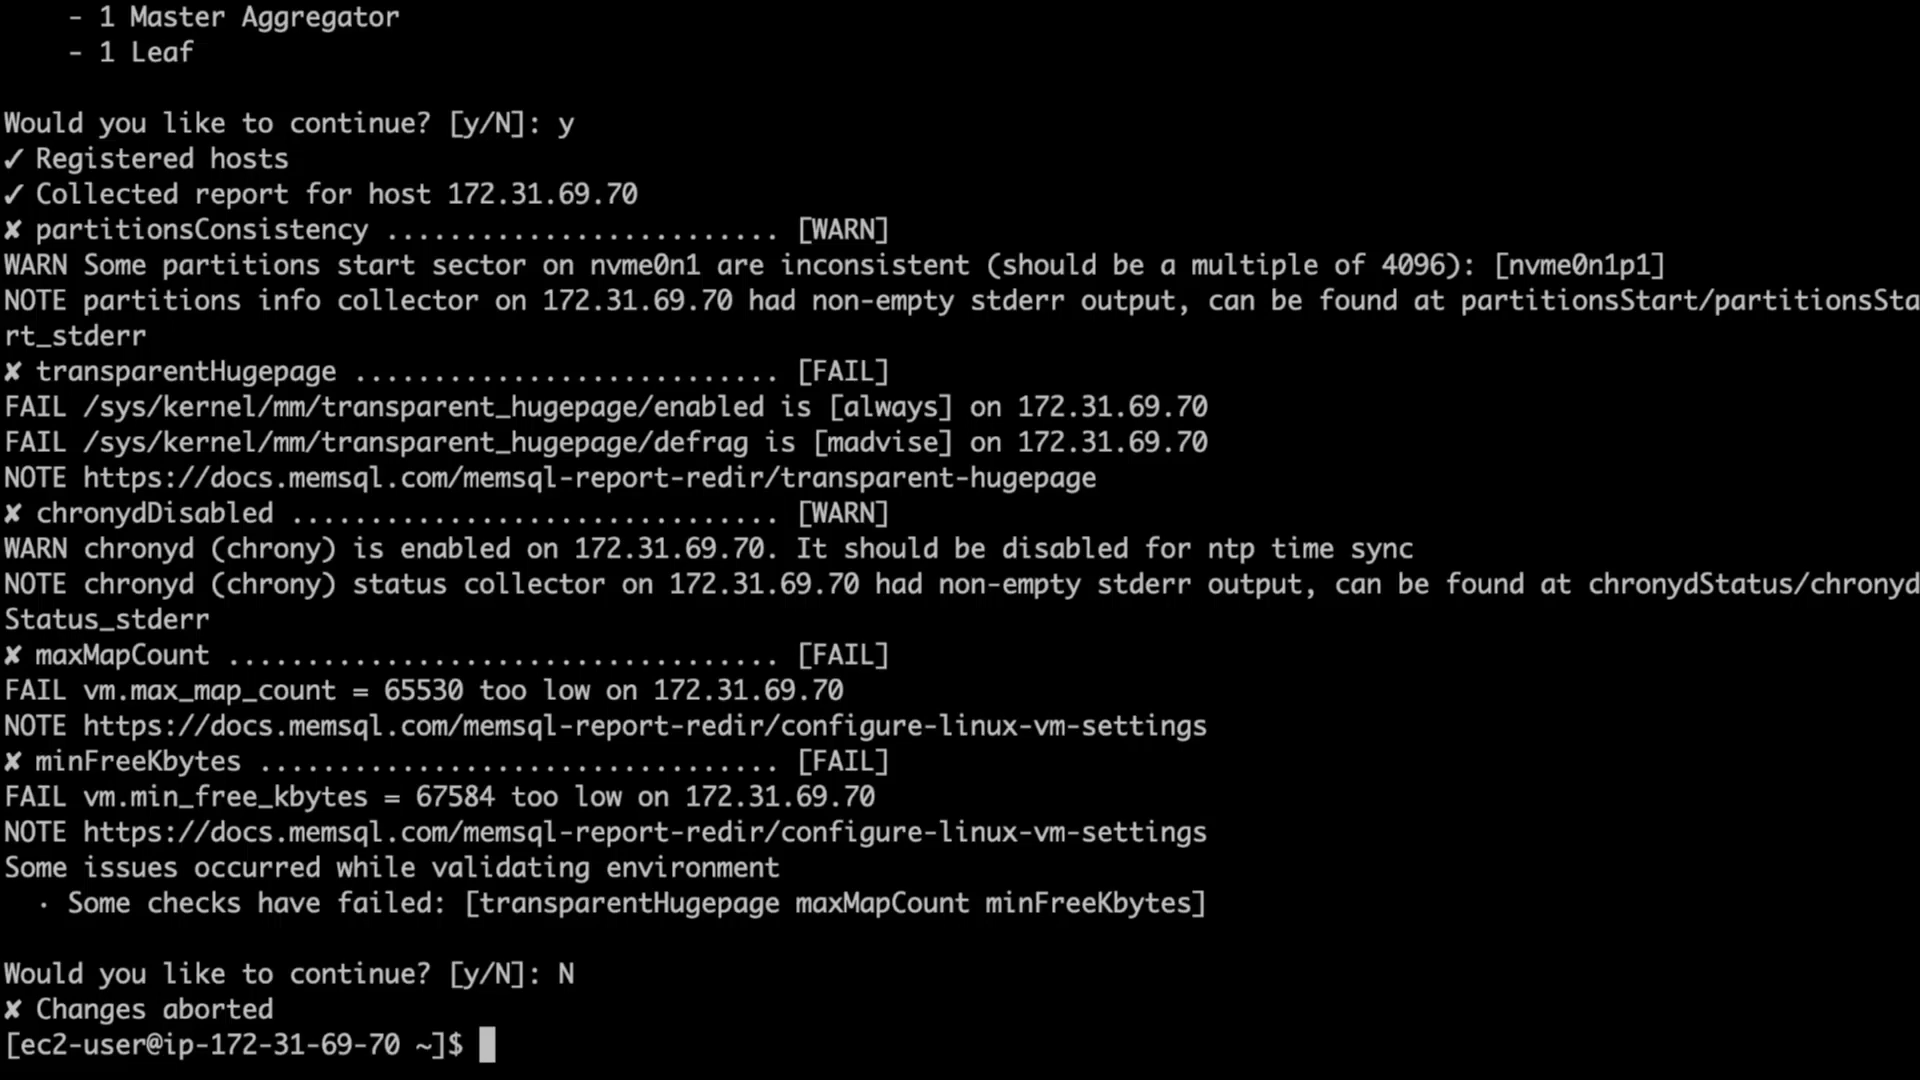 - 1 Master Aggregator
- 1 Leaf
Would you like to continue? [y/N]: y
✓ Registered hosts
✓ Collected report for host 172.31.69.70
✘ partitionsConsistency ......................... [WARN]
WARN Some partitions start sector on nvme0n1 are inconsistent (should be a multiple of 4096): [nvme0n1p1]
NOTE partitions info collector on 172.31.69.70 had non-empty stderr output, can be found at partitionsStart/partitionsSta
rt_stderr
✘ transparentHugepage ........................... [FAIL]
FAIL /sys/kernel/mm/transparent_hugepage/enabled is [always] on 172.31.69.70
FAIL /sys/kernel/mm/transparent_hugepage/defrag is [madvise] on 172.31.69.70
NOTE https://docs.memsql.com/memsql-report-redir/transparent-hugepage
✘ chronydDisabled ............................... [WARN]
WARN chronyd (chrony) is enabled on 172.31.69.70. It should be disabled for ntp time sync
NOTE chronyd (chrony) status collector on 172.31.69.70 had non-empty stderr output, can be found at chronydStatus/chronyd
Status_stderr
✘ maxMapCount ................................... [FAIL]
FAIL vm.max_map_count = 65530 too low on 172.31.69.70
NOTE https://docs.memsql.com/memsql-report-redir/configure-linux-vm-settings
✘ minFreeKbytes ................................. [FAIL]
FAIL vm.min_free_kbytes = 67584 too low on 172.31.69.70
NOTE https://docs.memsql.com/memsql-report-redir/configure-linux-vm-settings
Some issues occurred while validating environment
· Some checks have failed: [transparentHugepage maxMapCount minFreeKbytes]
Would you like to continue? [y/N]: N
✘ Changes aborted
[ec2-user@ip-172-31-69-70 ~]$